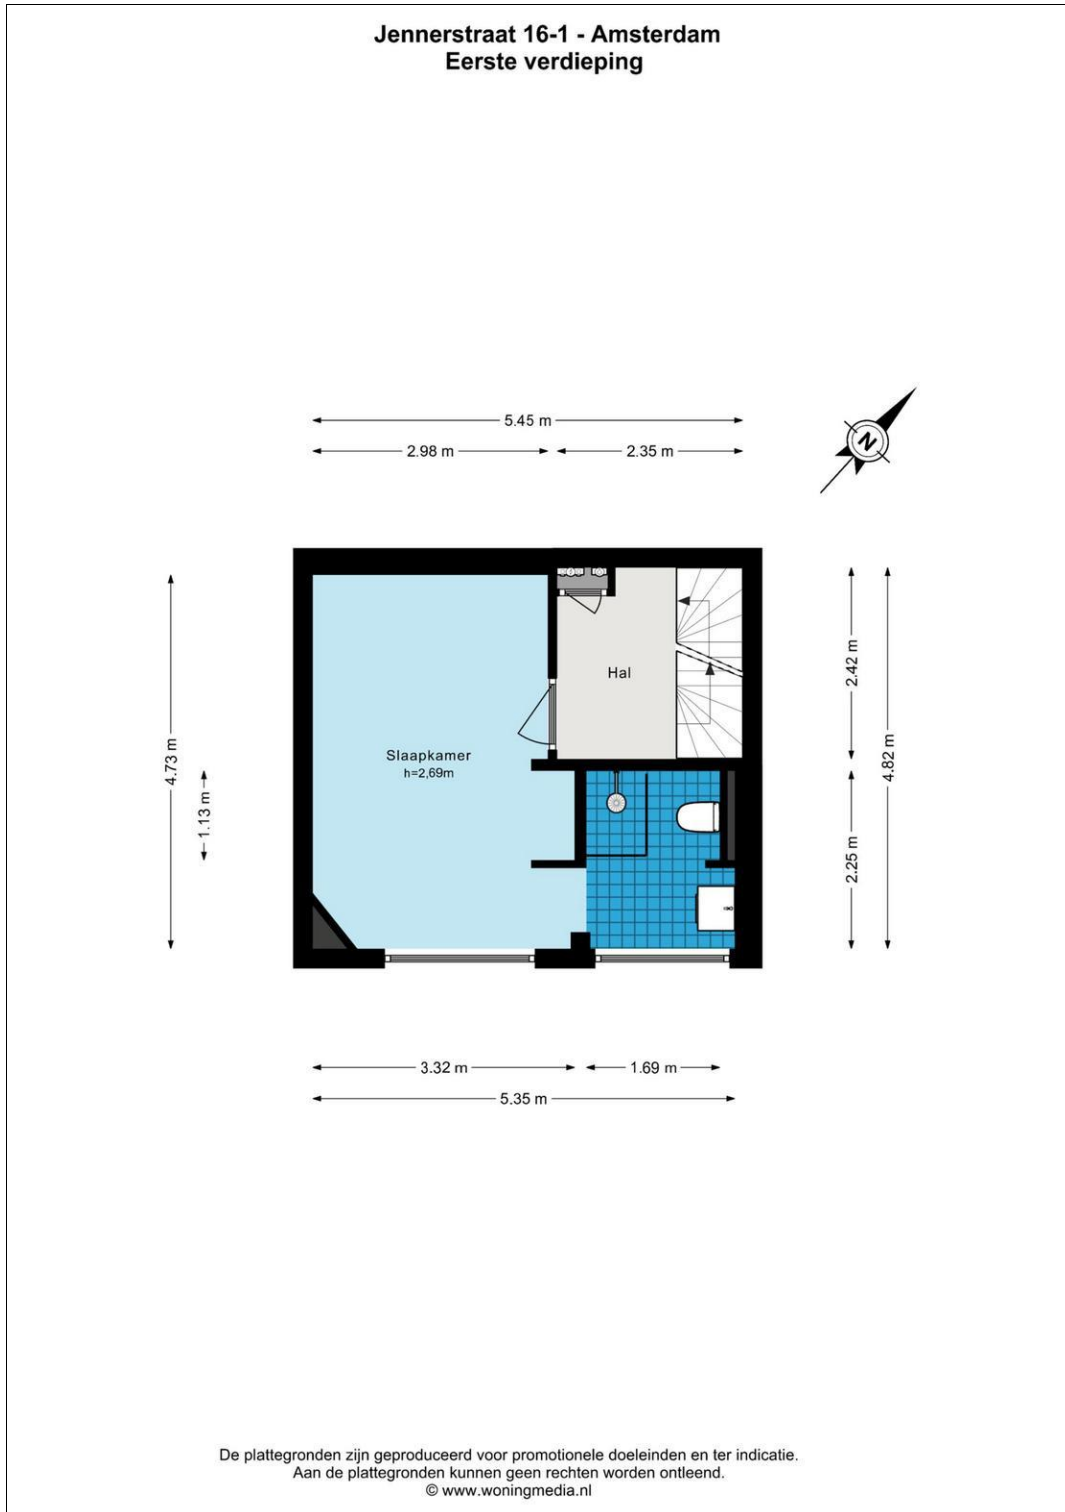 Jennerstraat 16-1 - Amsterdam
Eerste verdieping
5.45 m
2.98 m
2.35 m
N
4.73 m
1.13 m
Hal
Slaapkamer
h=2,69m
2.42 m
4.82 m
2.25 m
3.32 m
1.69 m
5.35 m
De plattegronden zijn geproduceerd voor promotionele doeleinden en ter indicatie.
Aan de plattegronden kunnen geen rechten worden ontleend.
© www.woningmedia.nl